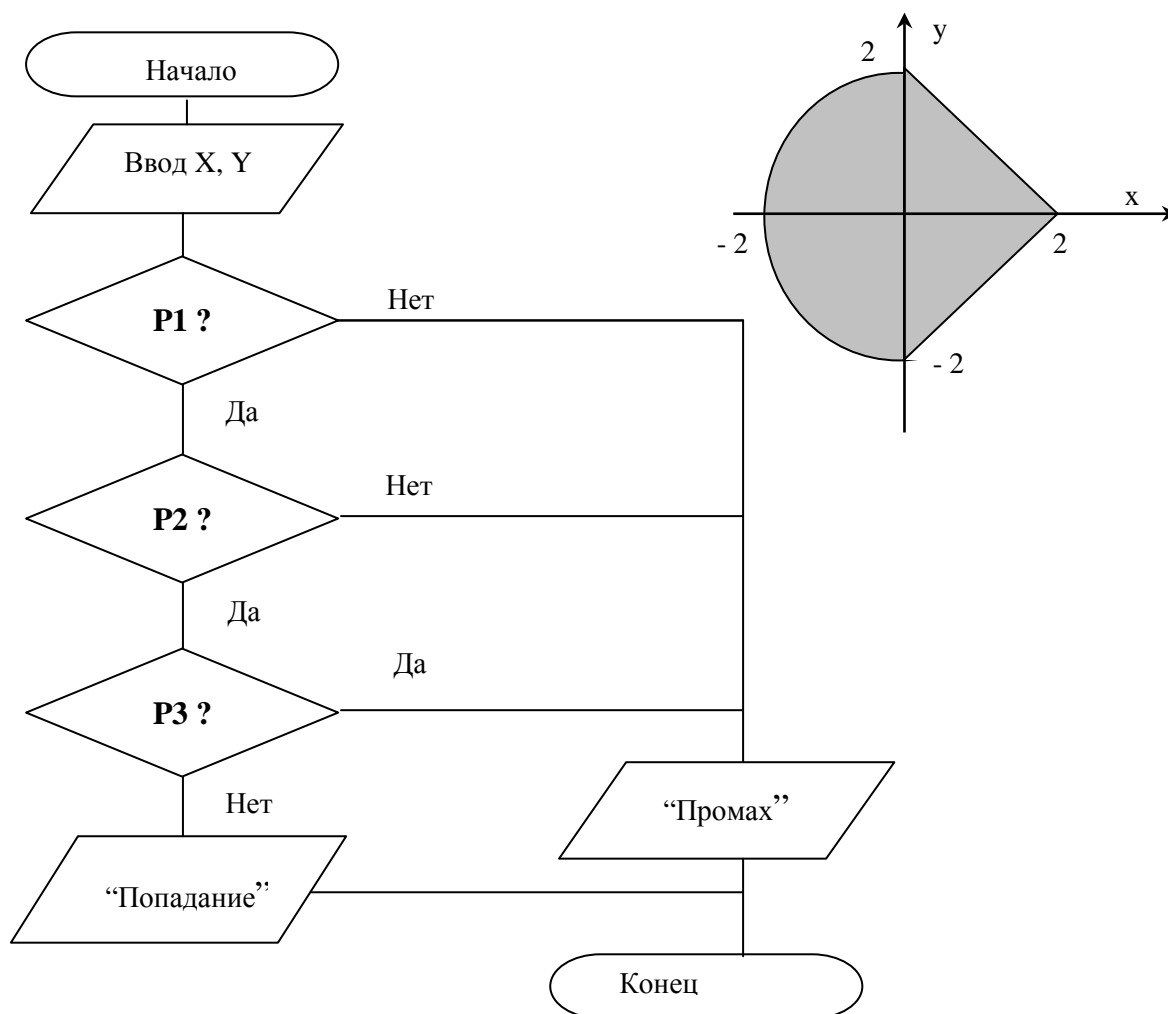 Начало
Ввод X, Y
P1 ?
Нет
Да
P2 ?
Нет
Да
P3 ?
Да
Нет
“Попадание”
“Промах”
Конец
y
2
x
- 2
2
- 2